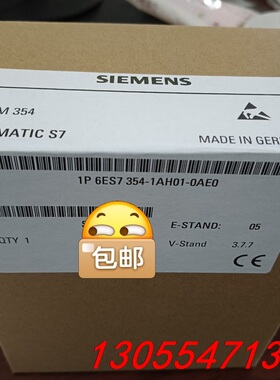 SIEMENS
M 354
MATIC S7
MADE IN GER
1P 6ES7 354-1AH01-0AE0
S
E-STAND: 05
QTY 1
V-Stand 3.7.7
CE
包邮
130554713